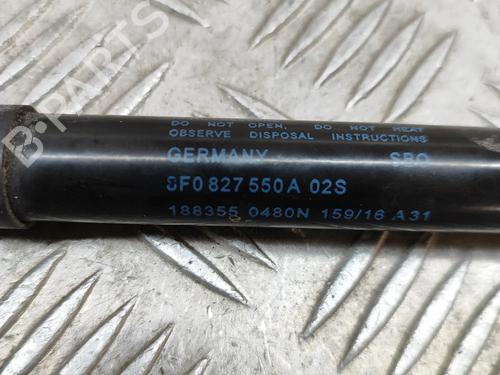 DO NOT OPEN, DO NOT HEAT
OBSERVE DISPOSAL INSTRUCTIONS
GERMANY SBO
8F0 827 550 A 02S
188355 0480N 159/16 A31
B-PARTS